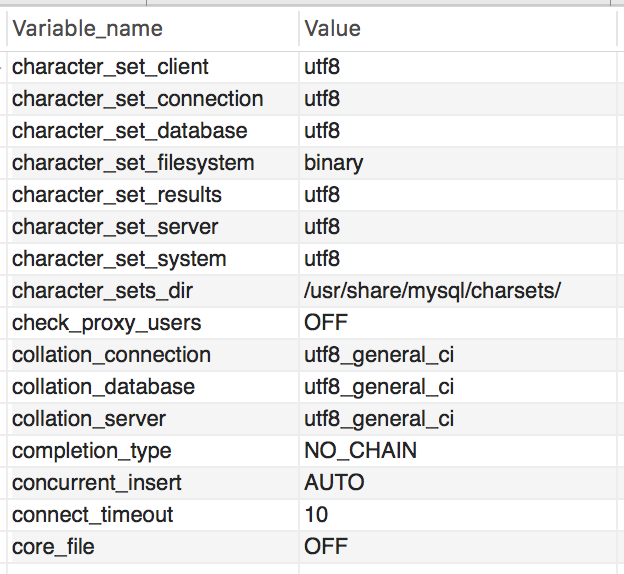 Variable_name Value
character_set_client utf8
character_set_connection utf8
character_set_database utf8
character_set_filesystem binary
character_set_results utf8
character_set_server utf8
character_set_system utf8
character_sets_dir /usr/share/mysql/charsets/
check_proxy_users OFF
collation_connection utf8_general_ci
collation_database utf8_general_ci
collation_server utf8_general_ci
completion_type NO_CHAIN
concurrent_insert AUTO
connect_timeout 10
core_file OFF